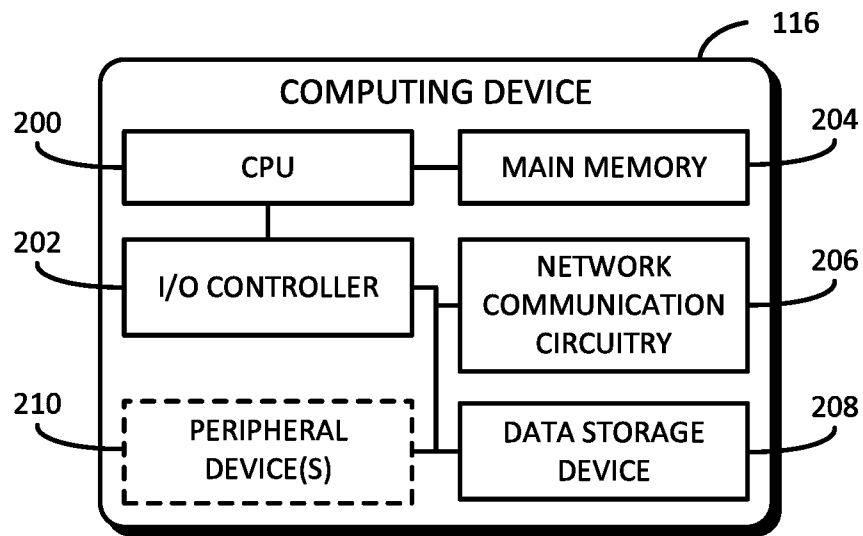 116
COMPUTING DEVICE
200
CPU
MAIN MEMORY
204
202
I/O CONTROLLER
NETWORK
COMMUNICATION
CIRCUITRY
206
210
PERIPHERAL
DEVICE(S)
DATA STORAGE
DEVICE
208